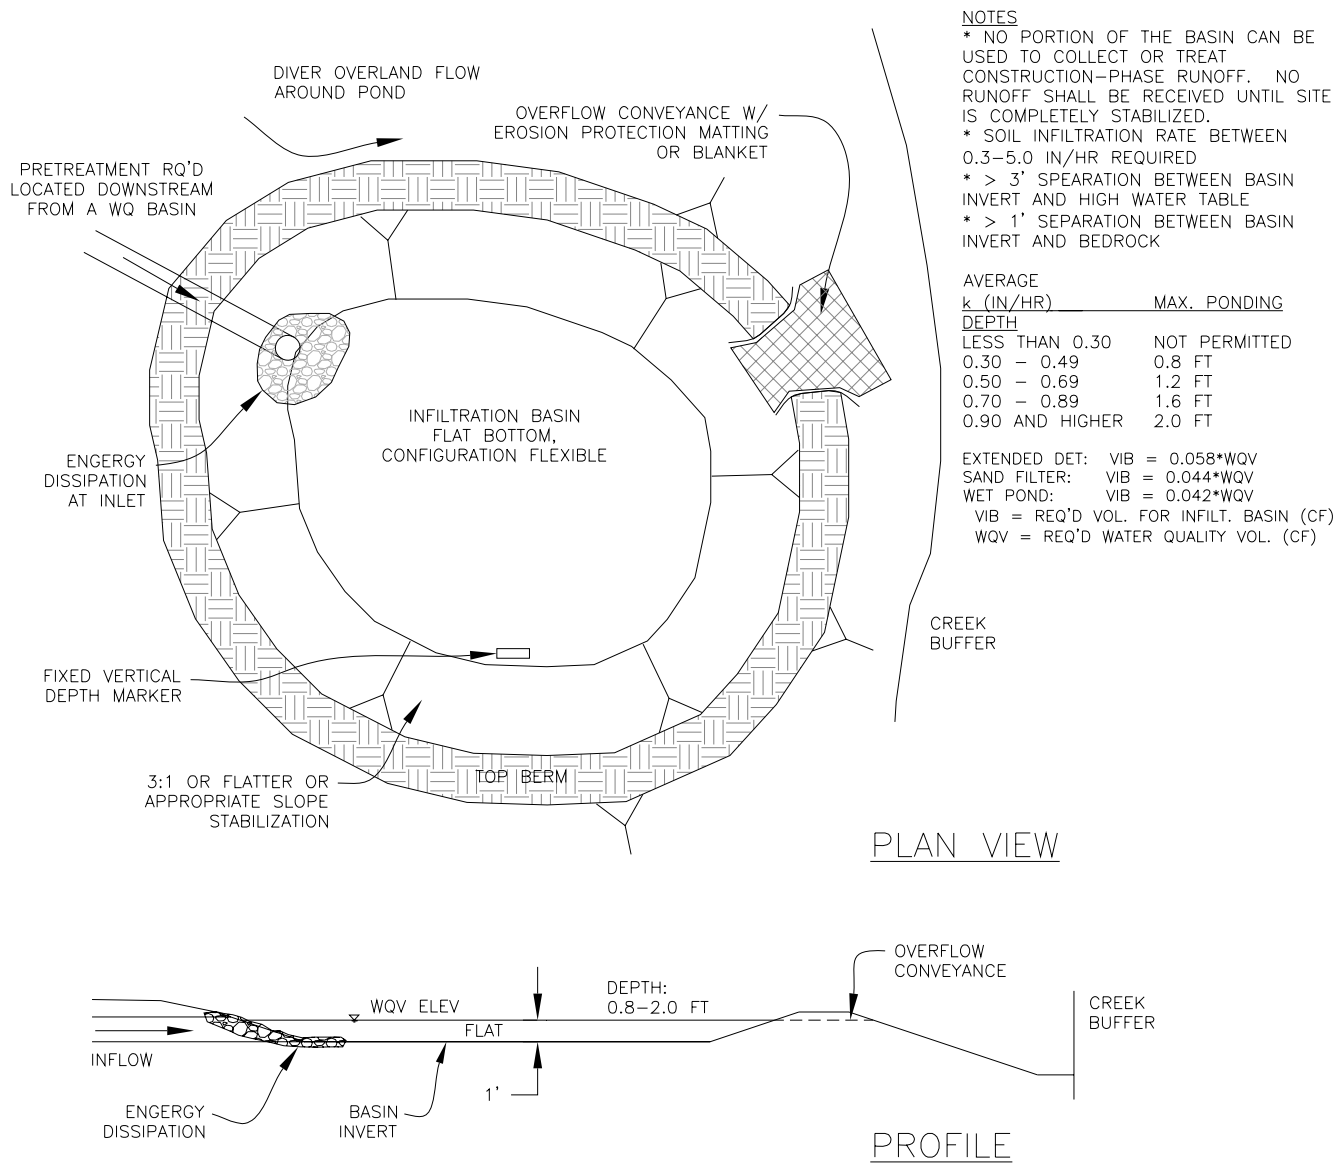 DIVER OVERLAND FLOW
AROUND POND
OVERFLOW CONVEYANCE W/
EROSION PROTECTION MATTING
OR BLANKET
PRETREATMENT RQ'D
LOCATED DOWNSTREAM
FROM A WQ BASIN
INFILTRATION BASIN
FLAT BOTTOM,
CONFIGURATION FLEXIBLE
ENGERGY
DISSIPATION
AT INLET
FIXED VERTICAL
DEPTH MARKER
3:1 OR FLATTER OR
APPROPRIATE SLOPE
STABILIZATION
TOP BERM
CREEK
BUFFER
NOTES
* NO PORTION OF THE BASIN CAN BE
USED TO COLLECT OR TREAT
CONSTRUCTION-PHASE RUNOFF. NO
RUNOFF SHALL BE RECEIVED UNTIL SITE
IS COMPLETELY STABILIZED.
* SOIL INFILTRATION RATE BETWEEN
0.3-5.0 IN/HR REQUIRED
* > 3' SPEARATION BETWEEN BASIN
INVERT AND HIGH WATER TABLE
* > 1' SEPARATION BETWEEN BASIN
INVERT AND BEDROCK
AVERAGE
k (IN/HR) MAX. PONDING
DEPTH
LESS THAN 0.30 NOT PERMITTED
0.30 - 0.49 0.8 FT
0.50 - 0.69 1.2 FT
0.70 - 0.89 1.6 FT
0.90 AND HIGHER 2.0 FT
EXTENDED DET: VIB = 0.058*WQV
SAND FILTER: VIB = 0.044*WQV
WET POND: VIB = 0.042*WQV
VIB = REQ'D VOL. FOR INFILT. BASIN (CF)
WQV = REQ'D WATER QUALITY VOL. (CF)
PLAN VIEW
OVERFLOW
CONVEYANCE
DEPTH:
0.8-2.0 FT
WQV ELEV
FLAT
CREEK
BUFFER
INFLOW
1'
ENGERGY
DISSIPATION
BASIN
INVERT
PROFILE